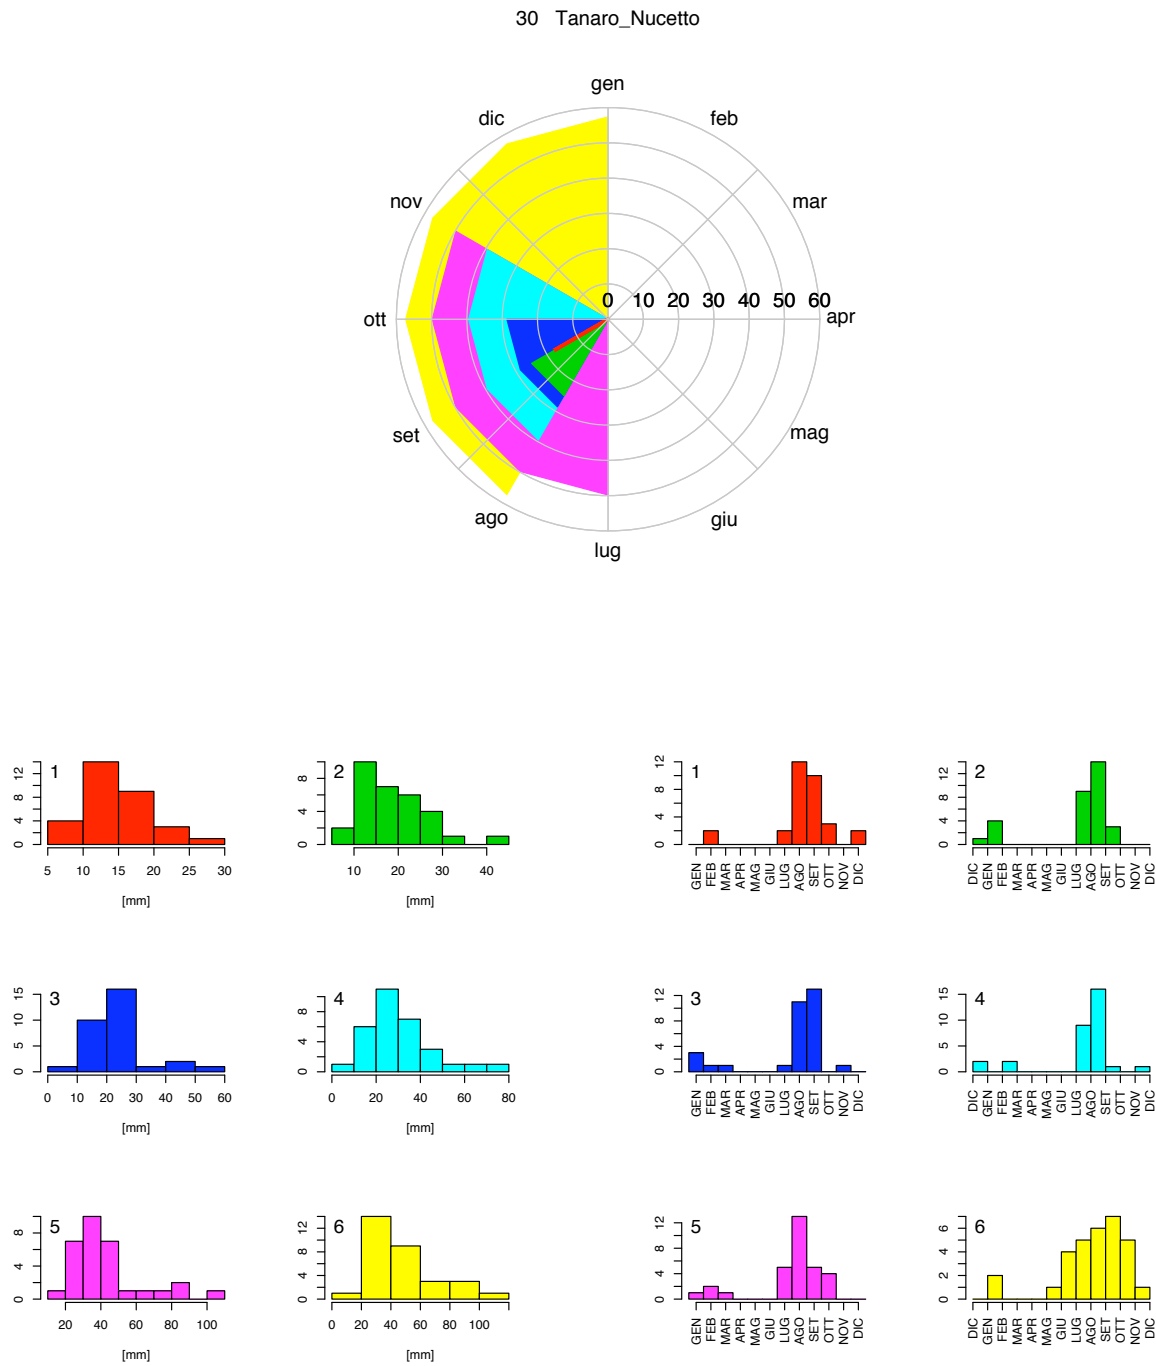 30 Tanaro_Nucetto
gen
dic feb
nov mar
0 10 20 30 40 50 60
ott apr
set mag
ago giu
lug
1 2 1 2
0 4 8 12
5 10 15 20 25 30
[mm]
0 4 8
10 20 30 40
[mm]
0 4 8 12
GEN FEB MAR APR MAG GIU LUG AGO SET OTT NOV DIC
0 4 8 12
DIC GEN FEB MAR APR MAG GIU LUG AGO SET OTT NOV DIC
3 4 3 4
0 5 10 15
0 10 20 30 40 50 60
[mm]
0 4 8
0 20 40 60 80
[mm]
0 4 8 12
GEN FEB MAR APR MAG GIU LUG AGO SET OTT NOV DIC
0 5 10 15
DIC GEN FEB MAR APR MAG GIU LUG AGO SET OTT NOV DIC
5 6 5 6
0 4 8
20 40 60 80 100
[mm]
0 4 8 12
0 20 40 60 80 100
[mm]
0 4 8 12
GEN FEB MAR APR MAG GIU LUG AGO SET OTT NOV DIC
0 2 4 6
DIC GEN FEB MAR APR MAG GIU LUG AGO SET OTT NOV DIC